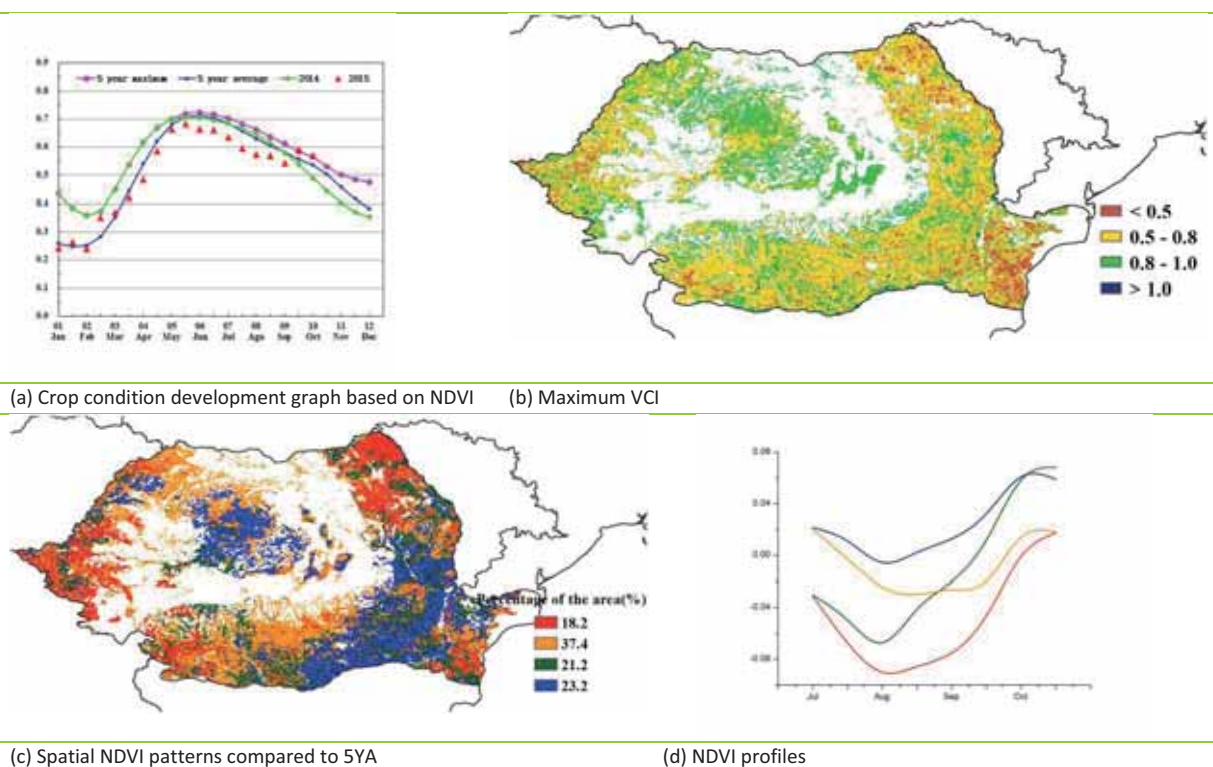 0.9
5 year maximum 5 year average 2014 2015
0.8
0.7
0.6
0.5
0.4
0.3
0.2
0.1
0.0
01 02 03 04 05 06 07 08 09 10 11 12
Jan Feb Mar Apr May Jun Jul Aug Sep Oct Nov Dec
< 0.5
0.5 - 0.8
0.8 - 1.0
> 1.0
(a) Crop condition development graph based on NDVI (b) Maximum VCI
Percentage of the area(%)
18.2
37.4
21.2
23.2
0.08
0.04
0.00
-0.04
-0.08
Jul Aug Sep Oct
(c) Spatial NDVI patterns compared to 5YA (d) NDVI profiles